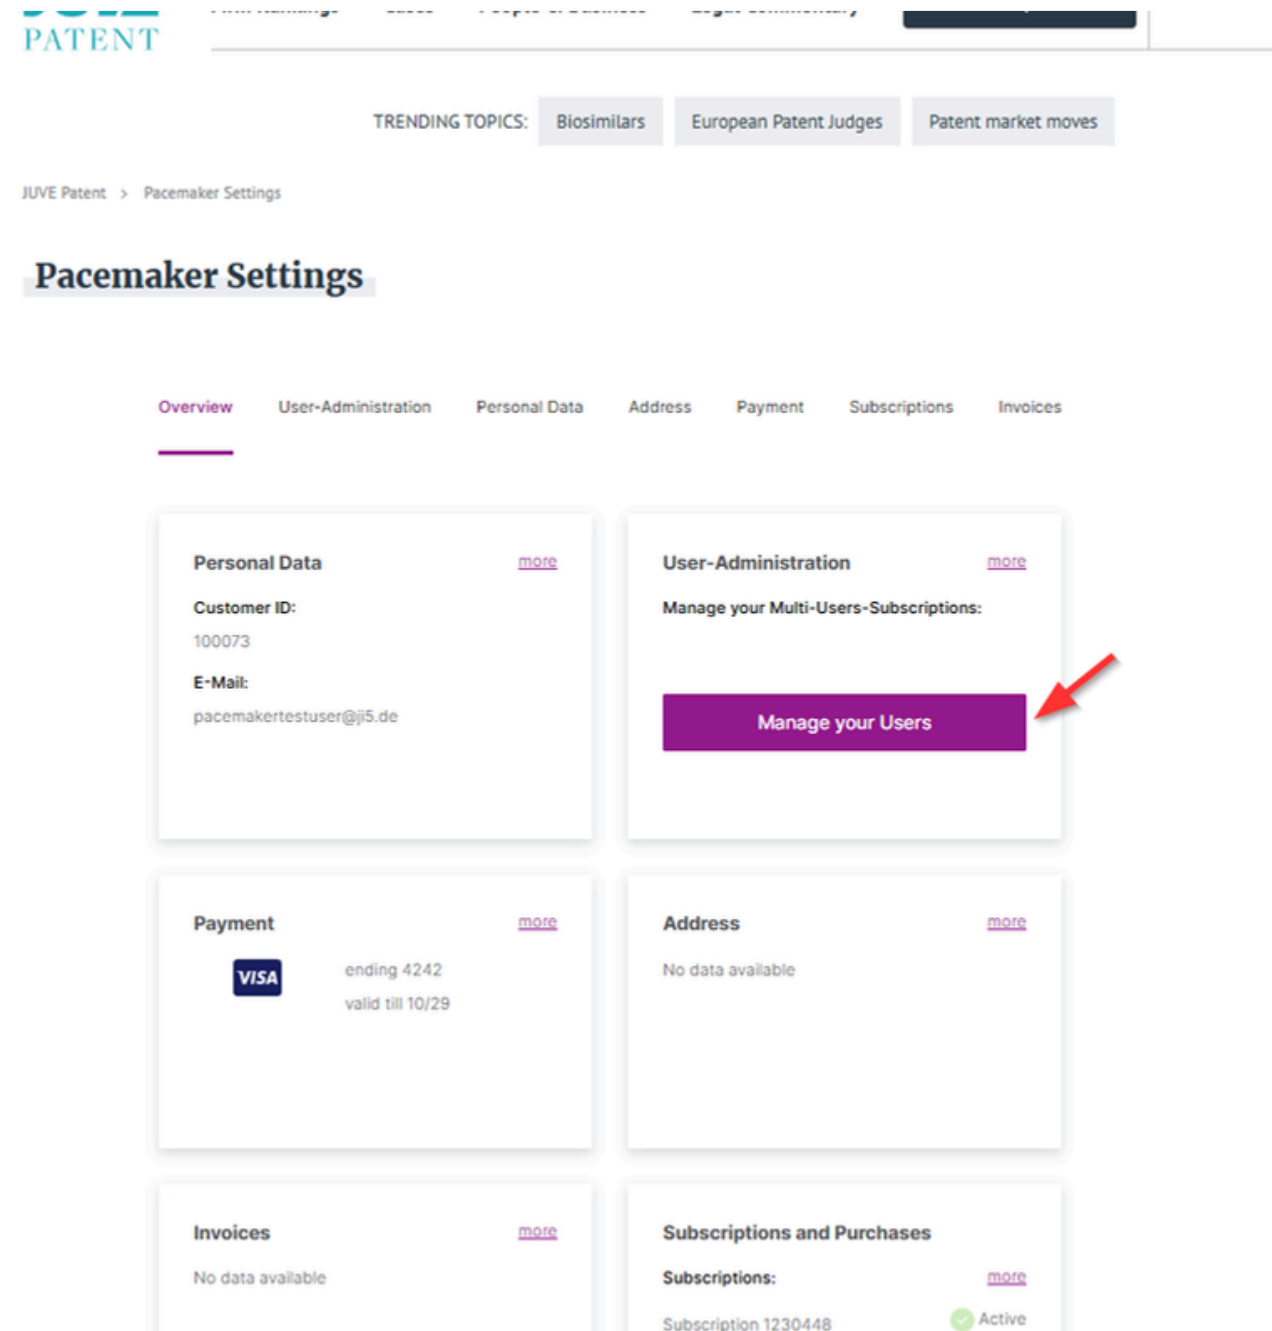 PATENT
TRENDING TOPICS: Biosimilars European Patent Judges Patent market moves
JUVE Patent > Pacemaker Settings
Pacemaker Settings
Overview User-Administration Personal Data Address Payment Subscriptions Invoices
Personal Data more
Customer ID:
100073
E-Mail:
pacemakertestuser@ji5.de
User-Administration more
Manage your Multi-Users-Subscriptions:
Manage your Users
Payment more
VISA ending 4242
valid till 10/29
Address more
No data available
Invoices more
No data available
Subscriptions and Purchases
Subscriptions: more
Subscription 1230448 Active